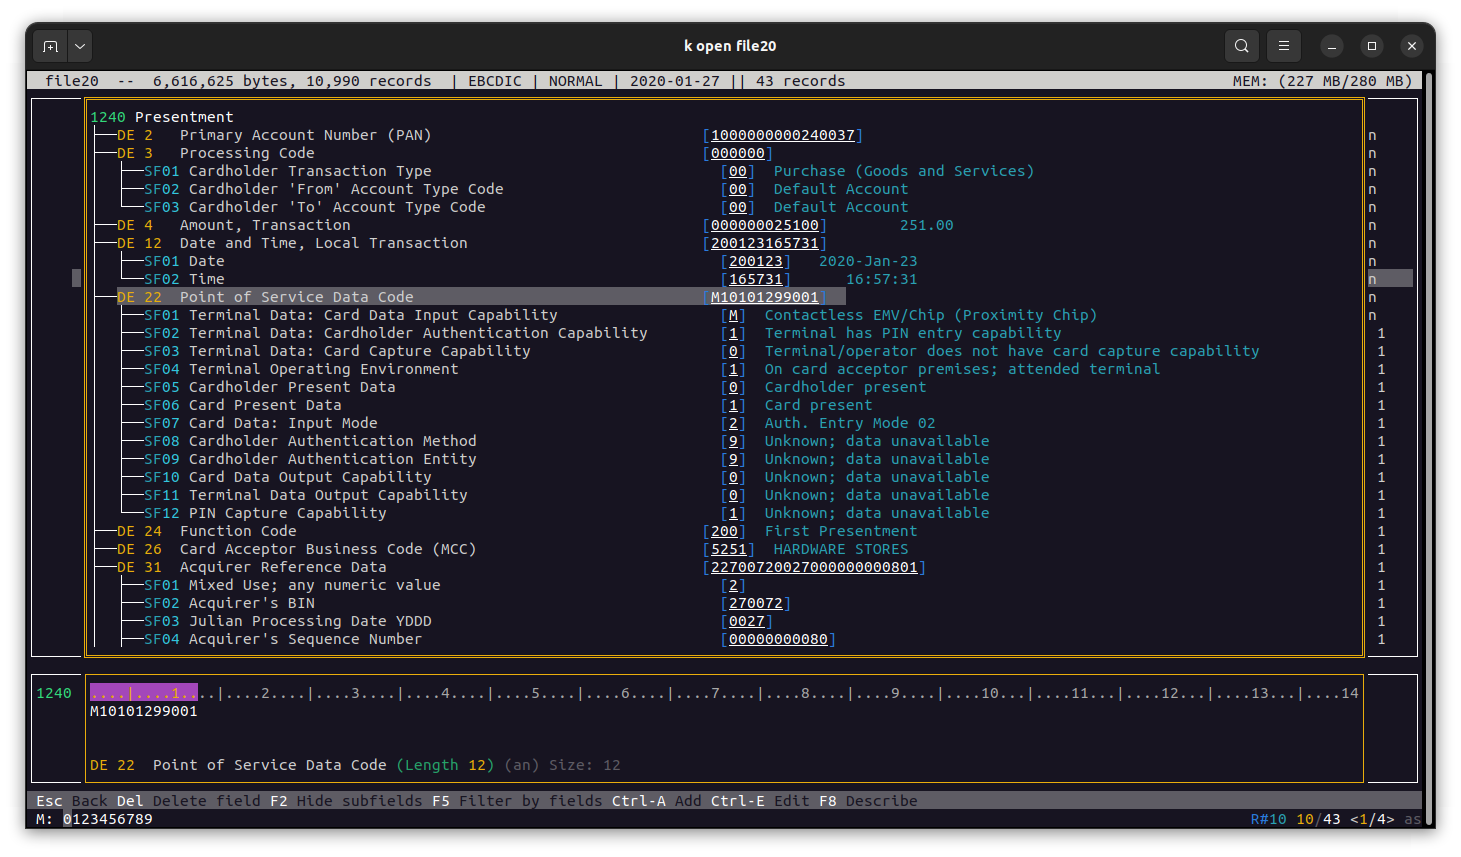 k open file20
file20  --  6,616,625 bytes, 10,990 records  | EBCDIC | NORMAL | 2020-01-27 || 43 records  MEM: (227 MB/280 MB)
1240 Presentment
DE 2   Primary Account Number (PAN)  [1000000000240037]  n
DE 3   Processing Code  [000000]  n
SF01 Cardholder Transaction Type  [00]  Purchase (Goods and Services)  n
SF02 Cardholder 'From' Account Type Code  [00]  Default Account  n
SF03 Cardholder 'To' Account Type Code  [00]  Default Account  n
DE 4   Amount, Transaction  [000000025100]  251.00  n
DE 12  Date and Time, Local Transaction  [200123165731]  n
SF01 Date  [200123]  2020-Jan-23  n
SF02 Time  [165731]  16:57:31  n
DE 22  Point of Service Data Code  [M10101299001]  n
SF01 Terminal Data: Card Data Input Capability  [M]  Contactless EMV/Chip (Proximity Chip)  n
SF02 Terminal Data: Cardholder Authentication Capability  [1]  Terminal has PIN entry capability  1
SF03 Terminal Data: Card Capture Capability  [0]  Terminal/operator does not have card capture capability  1
SF04 Terminal Operating Environment  [1]  On card acceptor premises; attended terminal  1
SF05 Cardholder Present Data  [0]  Cardholder present  1
SF06 Card Present Data  [1]  Card present  1
SF07 Card Data: Input Mode  [2]  Auth. Entry Mode 02  1
SF08 Cardholder Authentication Method  [9]  Unknown; data unavailable  1
SF09 Cardholder Authentication Entity  [9]  Unknown; data unavailable  1
SF10 Card Data Output Capability  [0]  Unknown; data unavailable  1
SF11 Terminal Data Output Capability  [0]  Unknown; data unavailable  1
SF12 PIN Capture Capability  [1]  Unknown; data unavailable  1
DE 24  Function Code  [200]  First Presentment  1
DE 26  Card Acceptor Business Code (MCC)  [5251]  HARDWARE STORES  1
DE 31  Acquirer Reference Data  [22700720027000000000801]  1
SF01 Mixed Use; any numeric value  [2]  1
SF02 Acquirer's BIN  [270072]  1
SF03 Julian Processing Date YDDD  [0027]  1
SF04 Acquirer's Sequence Number  [00000000080]  1
1240  ....|....1....|....2....|....3....|....4....|....5....|....6....|....7....|....8....|....9....|....10...|....11...|....12...|....13...|....14
M10101299001
DE 22  Point of Service Data Code (Length 12) (an) Size: 12
Esc Back Del Delete field F2 Hide subfields F5 Filter by fields Ctrl-A Add Ctrl-E Edit F8 Describe
M: 0123456789  R#10 10/43 <1/4> as